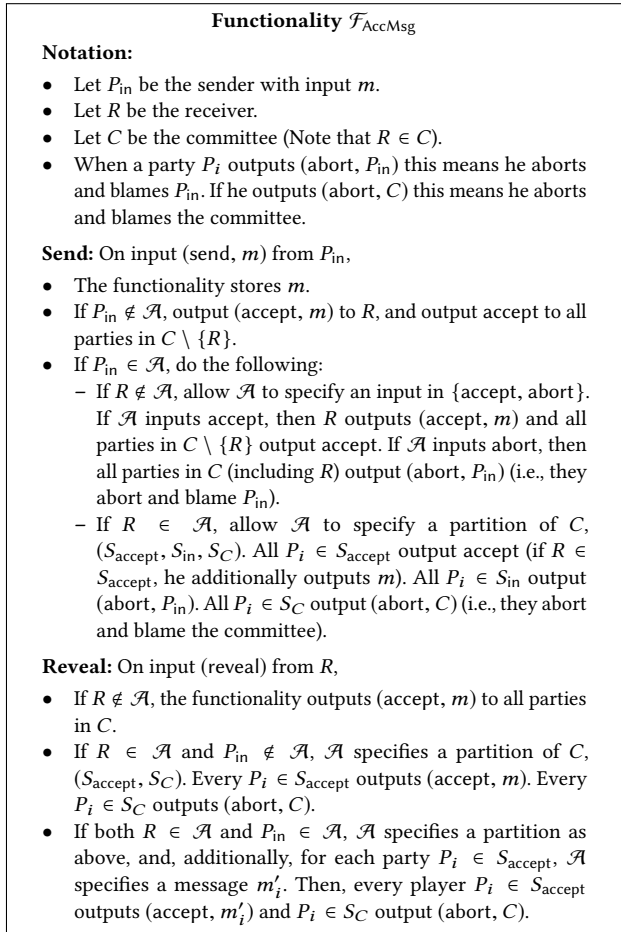 Functionality ℱ_AccMsg
Notation:
• Let P_in be the sender with input m.
• Let R be the receiver.
• Let C be the committee (Note that R ∈ C).
• When a party P_i outputs (abort, P_in) this means he aborts
and blames P_in. If he outputs (abort, C) this means he aborts
and blames the committee.
Send: On input (send, m) from P_in,
• The functionality stores m.
• If P_in ∉ 𝒜, output (accept, m) to R, and output accept to all
parties in C \ {R}.
• If P_in ∈ 𝒜, do the following:
– If R ∉ 𝒜, allow 𝒜 to specify an input in {accept, abort}.
If 𝒜 inputs accept, then R outputs (accept, m) and all
parties in C \ {R} output accept. If 𝒜 inputs abort, then
all parties in C (including R) output (abort, P_in) (i.e., they
abort and blame P_in).
– If R ∈ 𝒜, allow 𝒜 to specify a partition of C,
(S_accept, S_in, S_C). All P_i ∈ S_accept output accept (if R ∈
S_accept, he additionally outputs m). All P_i ∈ S_in output
(abort, P_in). All P_i ∈ S_C output (abort, C) (i.e., they abort
and blame the committee).
Reveal: On input (reveal) from R,
• If R ∉ 𝒜, the functionality outputs (accept, m) to all parties
in C.
• If R ∈ 𝒜 and P_in ∉ 𝒜, 𝒜 specifies a partition of C,
(S_accept, S_C). Every P_i ∈ S_accept outputs (accept, m). Every
P_i ∈ S_C outputs (abort, C).
• If both R ∈ 𝒜 and P_in ∈ 𝒜, 𝒜 specifies a partition as
above, and, additionally, for each party P_i ∈ S_accept, 𝒜
specifies a message m′_i. Then, every player P_i ∈ S_accept
outputs (accept, m′_i) and P_i ∈ S_C output (abort, C).